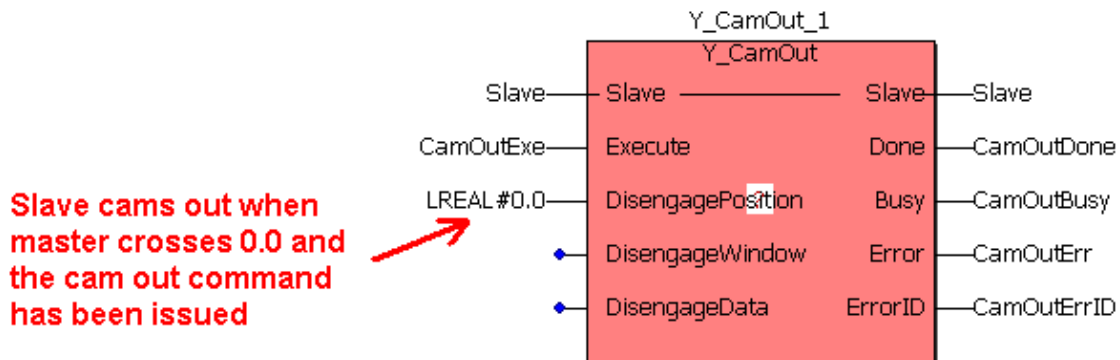 Y_CamOut_1
Y_CamOut
Slave Slave Slave Slave
CamOutExe Execute Done CamOutDone
LREAL#0.0 DisengagePosition Busy CamOutBusy
DisengageWindow Error CamOutErr
DisengageData ErrorID CamOutErrID
Slave cams out when
master crosses 0.0 and
the cam out command
has been issued